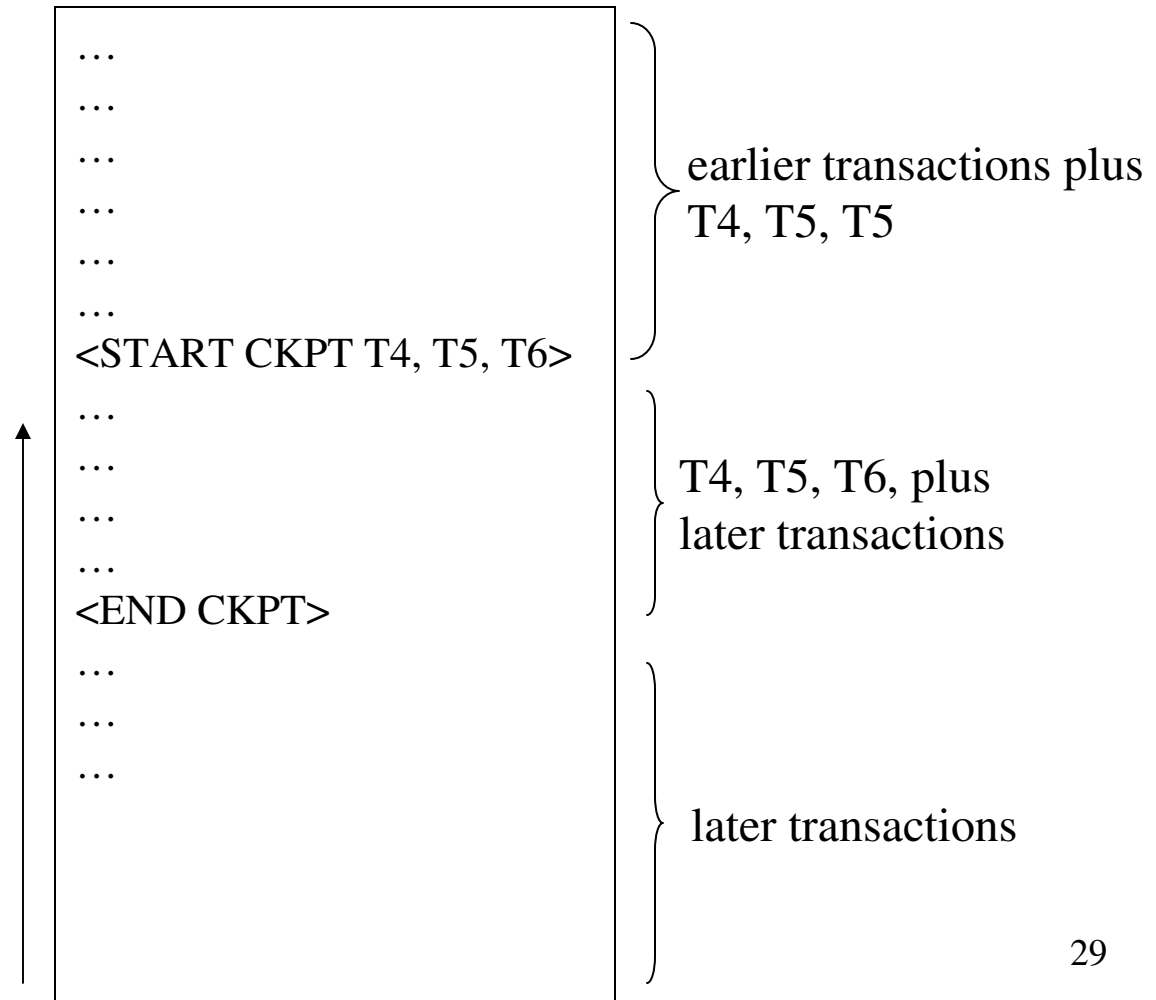 …
…
…
…
…
…
<START CKPT T4, T5, T6>
…
…
…
…
<END CKPT>
…
…
…
earlier transactions plus
T4, T5, T5
T4, T5, T6, plus
later transactions
later transactions
29